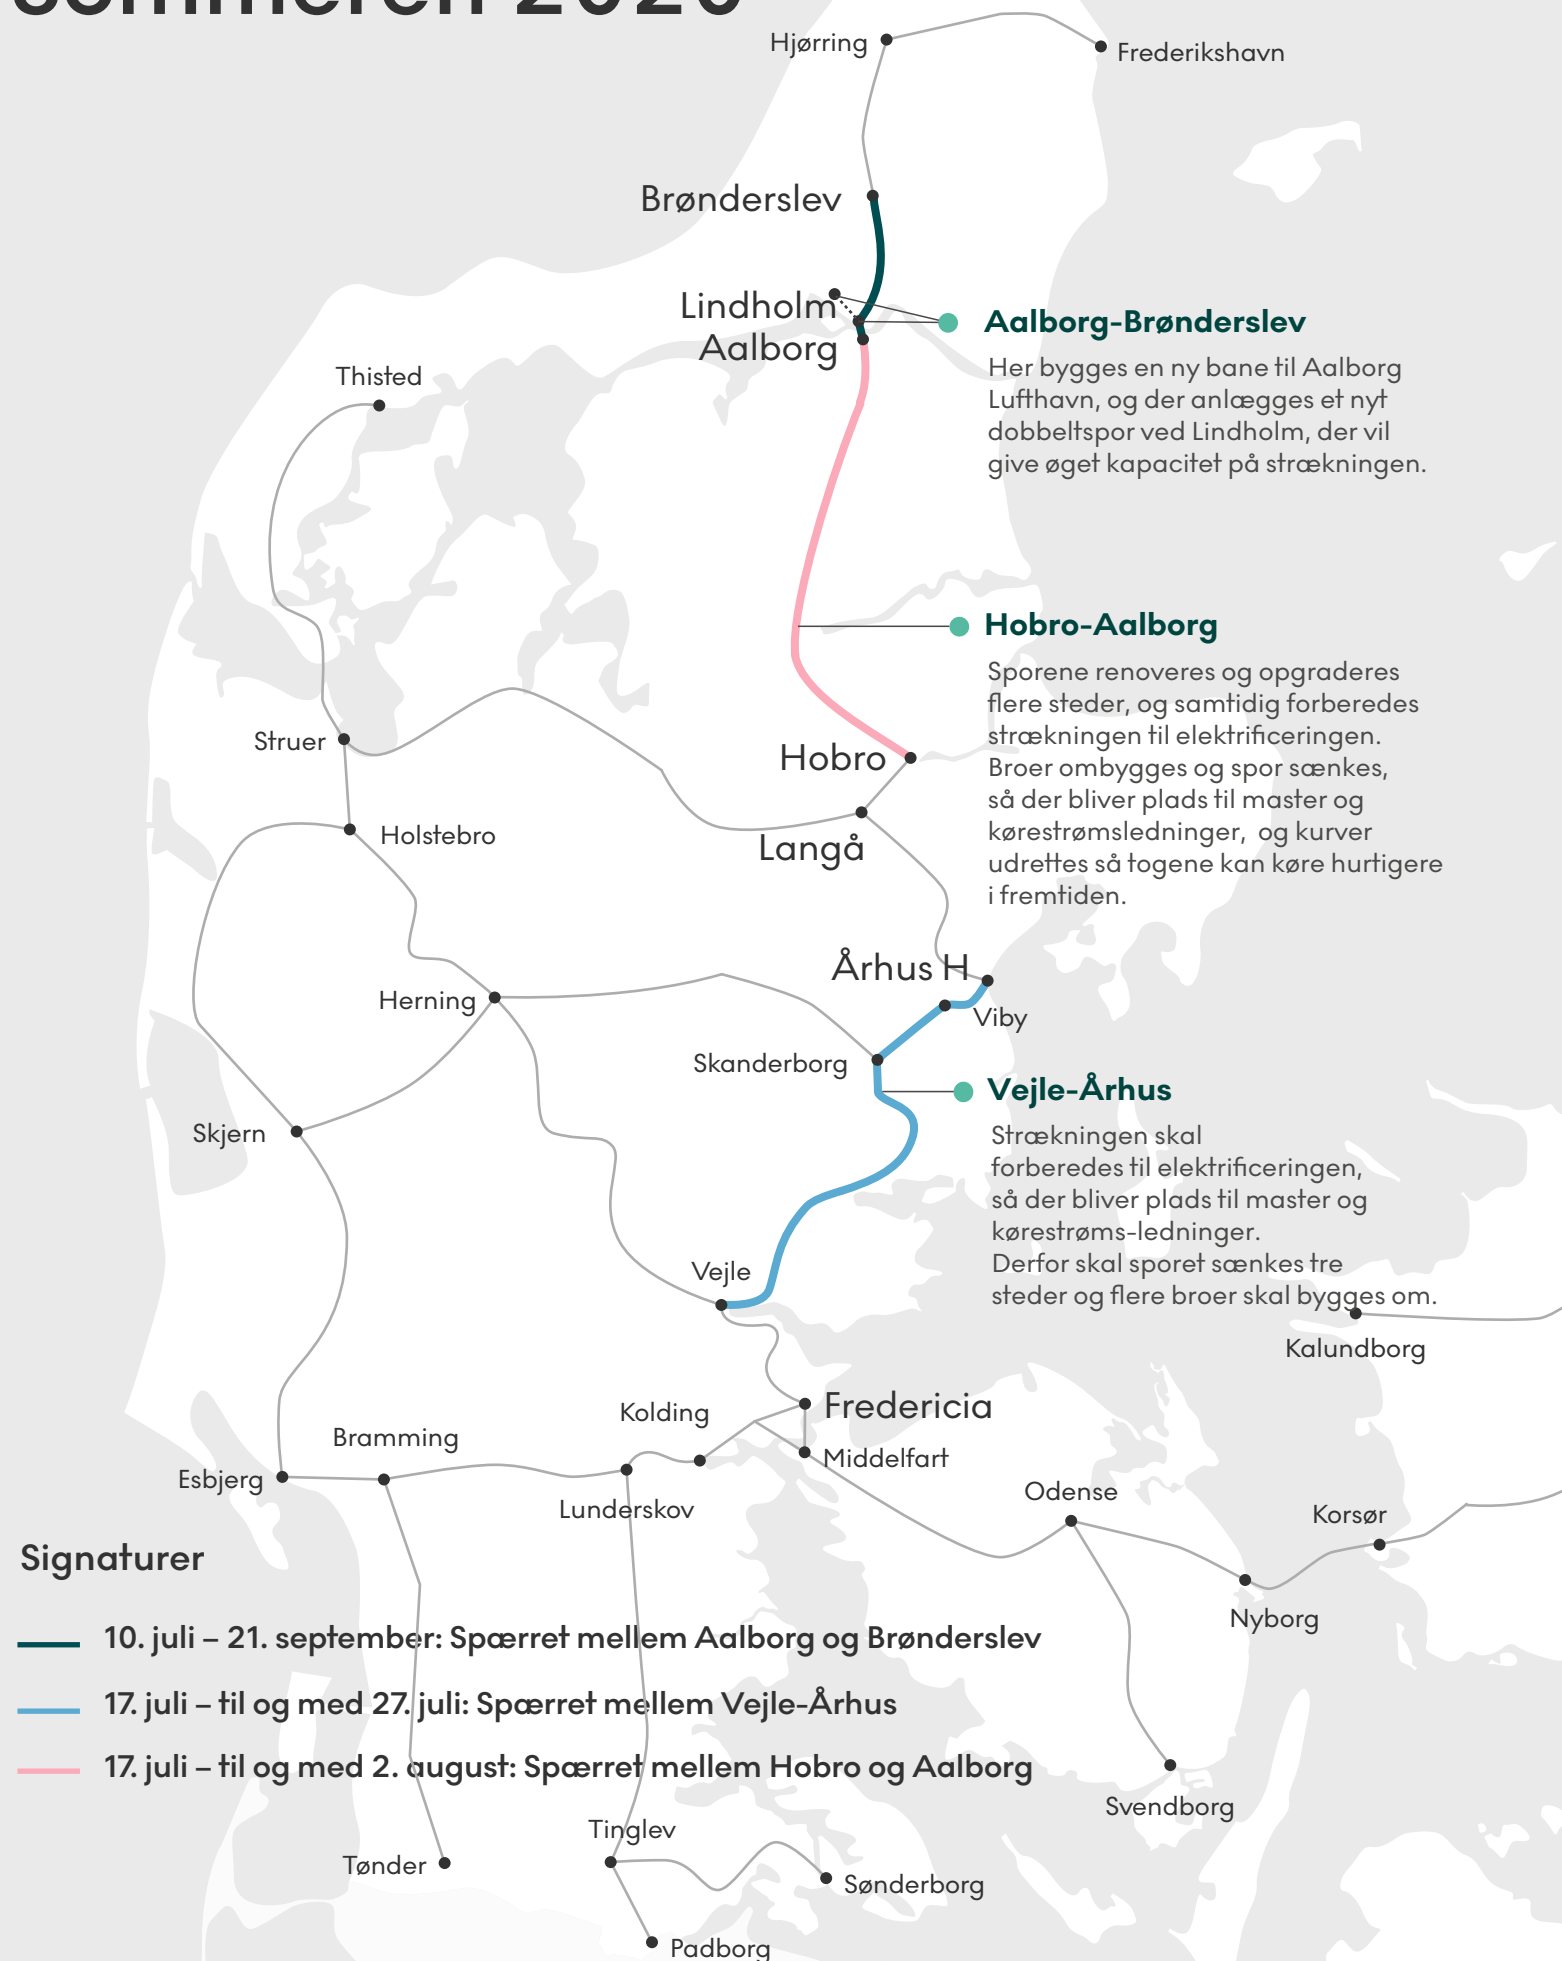 sommeren 2020
Hjørring
Frederikshavn
Brønderslev
Lindholm
Aalborg
Aalborg-Brønderslev
Her bygges en ny bane til Aalborg
Lufthavn, og der anlægges et nyt
dobbeltspor ved Lindholm, der vil
give øget kapacitet på strækningen.
Thisted
Hobro-Aalborg
Sporene renoveres og opgraderes
flere steder, og samtidig forberedes
strækningen til elektrificeringen.
Broer ombygges og spor sænkes,
så der bliver plads til master og
kørestrømsledninger, og kurver
udrettes så togene kan køre hurtigere
i fremtiden.
Struer
Hobro
Holstebro
Langå
Århus H
Herning
Viby
Skanderborg
Vejle-Århus
Strækningen skal
forberedes til elektrificeringen,
så der bliver plads til master og
kørestrøms-ledninger.
Derfor skal sporet sænkes tre
steder og flere broer skal bygges om.
Skjern
Vejle
Kalundborg
Fredericia
Kolding
Bramming
Middelfart
Esbjerg
Odense
Lunderskov
Korsør
Nyborg
Signaturer
10. juli – 21. september: Spærret mellem Aalborg og Brønderslev
17. juli – til og med 27. juli: Spærret mellem Vejle-Århus
17. juli – til og med 2. august: Spærret mellem Hobro og Aalborg
Svendborg
Tinglev
Tønder
Sønderborg
Padborg